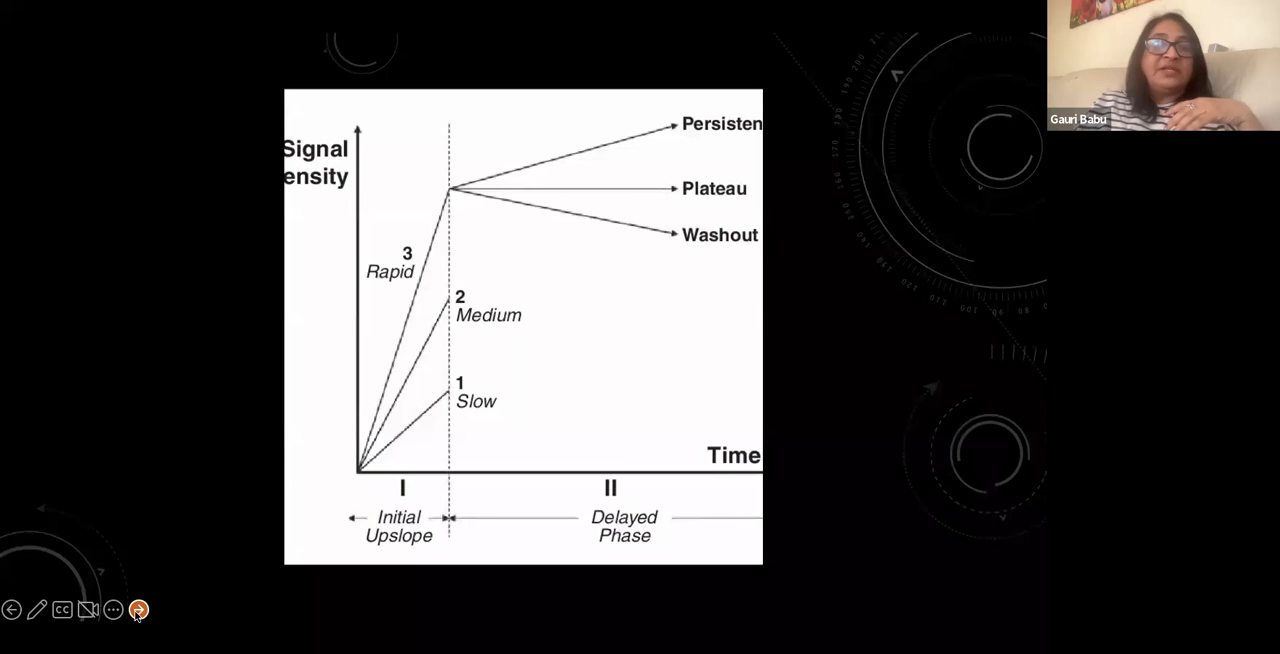 Signal
ensity
Persisten
Plateau
Washout
3
Rapid
2
Medium
1
Slow
Time
I
II
Initial
Upslope
Delayed
Phase
Gauri Babu
CC